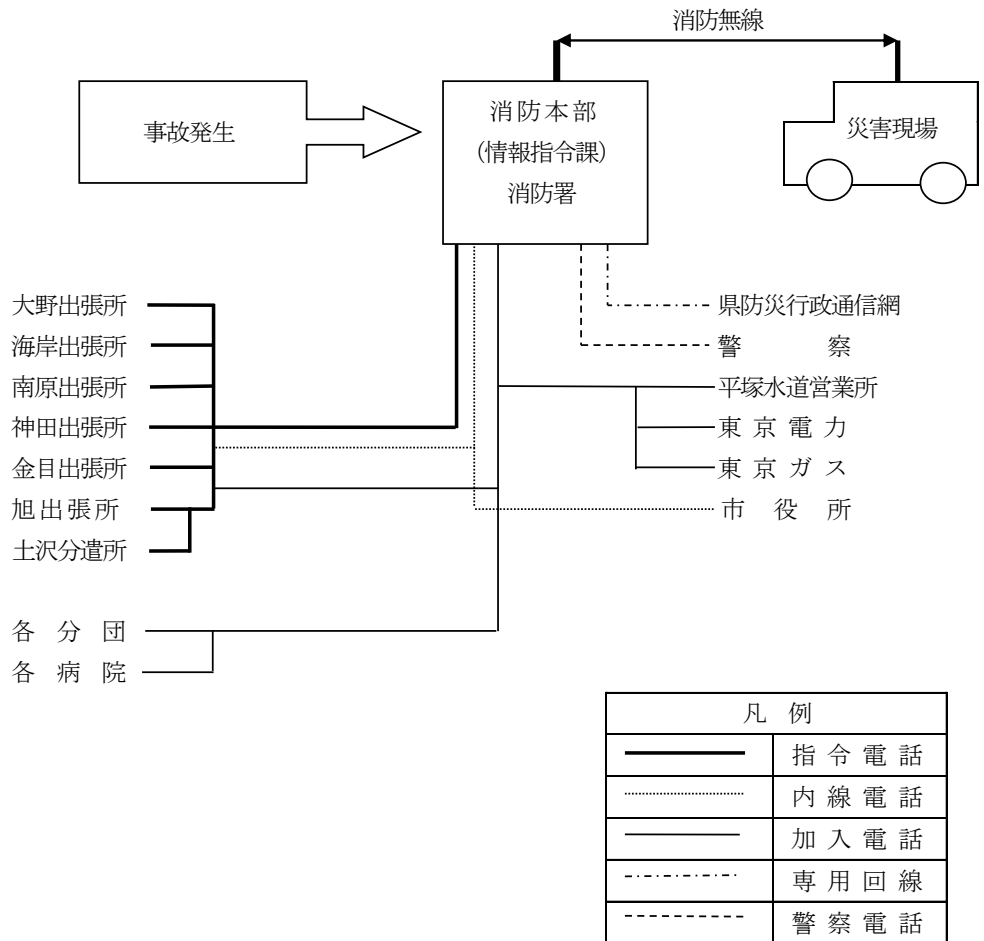 消防無線
事故発生
消防本部
（情報指令課）
消防署
災害現場
大野出張所
海岸出張所
南原出張所
神田出張所
金目出張所
旭出張所
土沢分遣所
各分団
各病院
県防災行政通信網
警察
平塚水道営業所
東京電力
東京ガス
市役所
凡例
指令電話
内線電話
加入電話
専用回線
警察電話